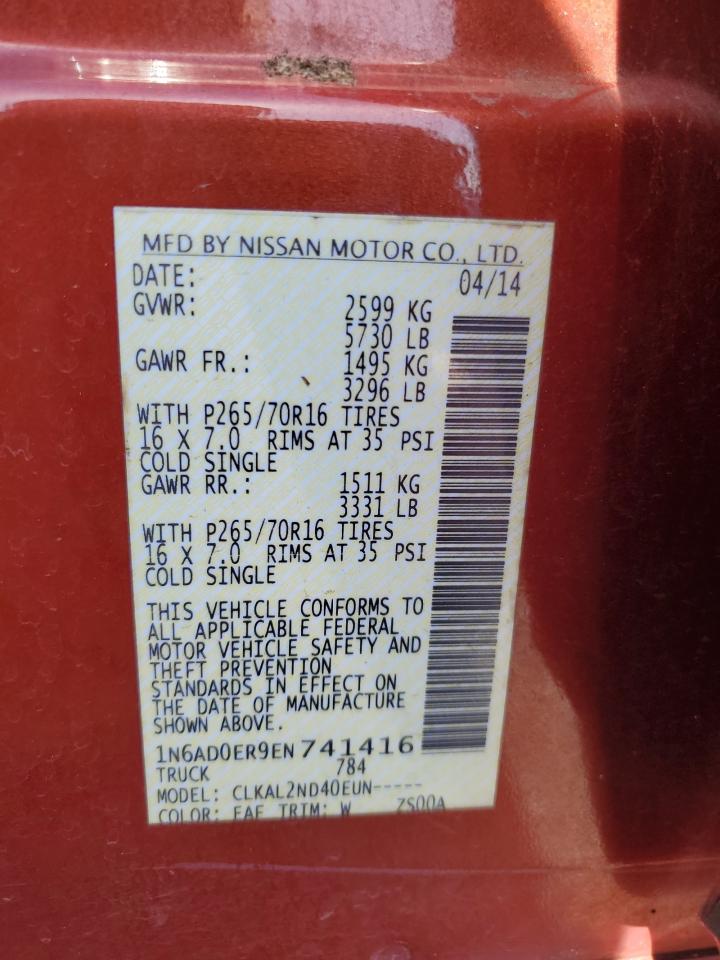 MFD BY NISSAN MOTOR CO., LTD.
DATE: 04/14
GVWR: 2599 KG
5730 LB
GAWR FR.: 1495 KG
3296 LB
WITH P265/70R16 TIRES
16 X 7.0 RIMS AT 35 PSI
COLD SINGLE
GAWR RR.: 1511 KG
3331 LB
WITH P265/70R16 TIRES
16 X 7.0 RIMS AT 35 PSI
COLD SINGLE
THIS VEHICLE CONFORMS TO
ALL APPLICABLE FEDERAL
MOTOR VEHICLE SAFETY AND
THEFT PREVENTION
STANDARDS IN EFFECT ON
THE DATE OF MANUFACTURE
SHOWN ABOVE.
1N6AD0ER9EN741416
TRUCK 784
MODEL: CLKAL2ND40EUN-----
COLOR: EAF TRIM: W ZS00A